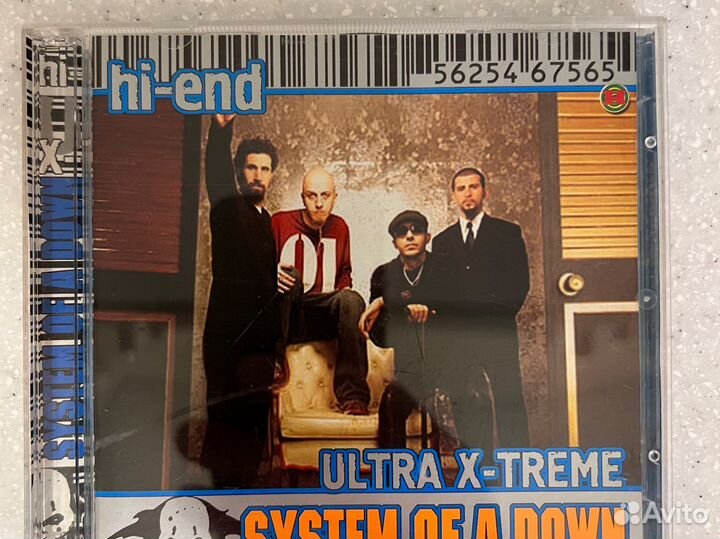 hi-end
56254 67565
01
ULTRA X-TREME
SYSTEM OF A DOWN
hi-
X
SYSTEM OF A DOWN
Avito